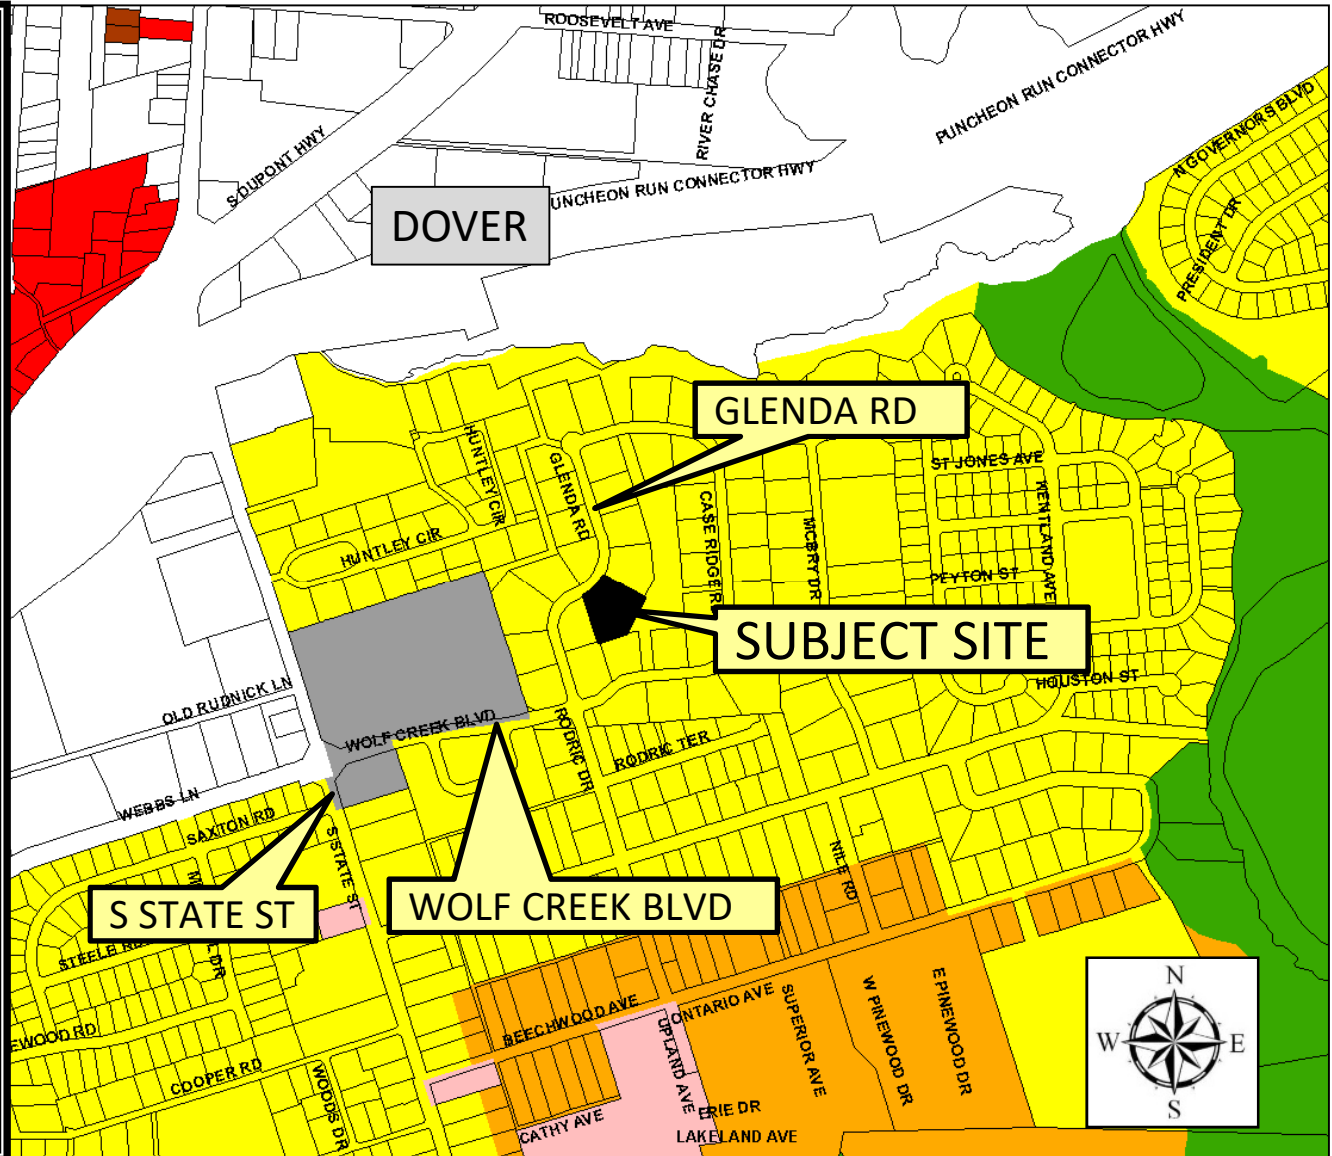 ROOSEVELT AVE
RIVER CHASE DR
PUNCHEON RUN CONNECTOR HWY
N GOVERNORS BLVD
S DUPONT HWY
UNCHEON RUN CONNECTOR HWY
DOVER
PRESIDENT DR
GLENDA RD
HUNTLEY CIR
GLENDA RD
ST JONES AVE
HUNTLEY CIR
CASE RIDGE R
MCBRY DR
KENTLAND AVE
PEYTON ST
SUBJECT SITE
HOUSTON ST
OLD RUDNICK LN
WOLF CREEK BLVD
RODRIC DR
RODRIC TER
WEBBS LN
SAXTON RD
S STATE ST
NILE RD
S STATE ST
WOLF CREEK BLVD
STEELE RD
DR
EWOOD RD
COOPER RD
WOODS DR
BEECHWOOD AVE
ONTARIO AVE
UPLAND AVE
SUPERIOR AVE
W PINEWOOD DR
E PINEWOOD DR
ERIE DR
CATHY AVE
LAKELAND AVE
N
W
E
S